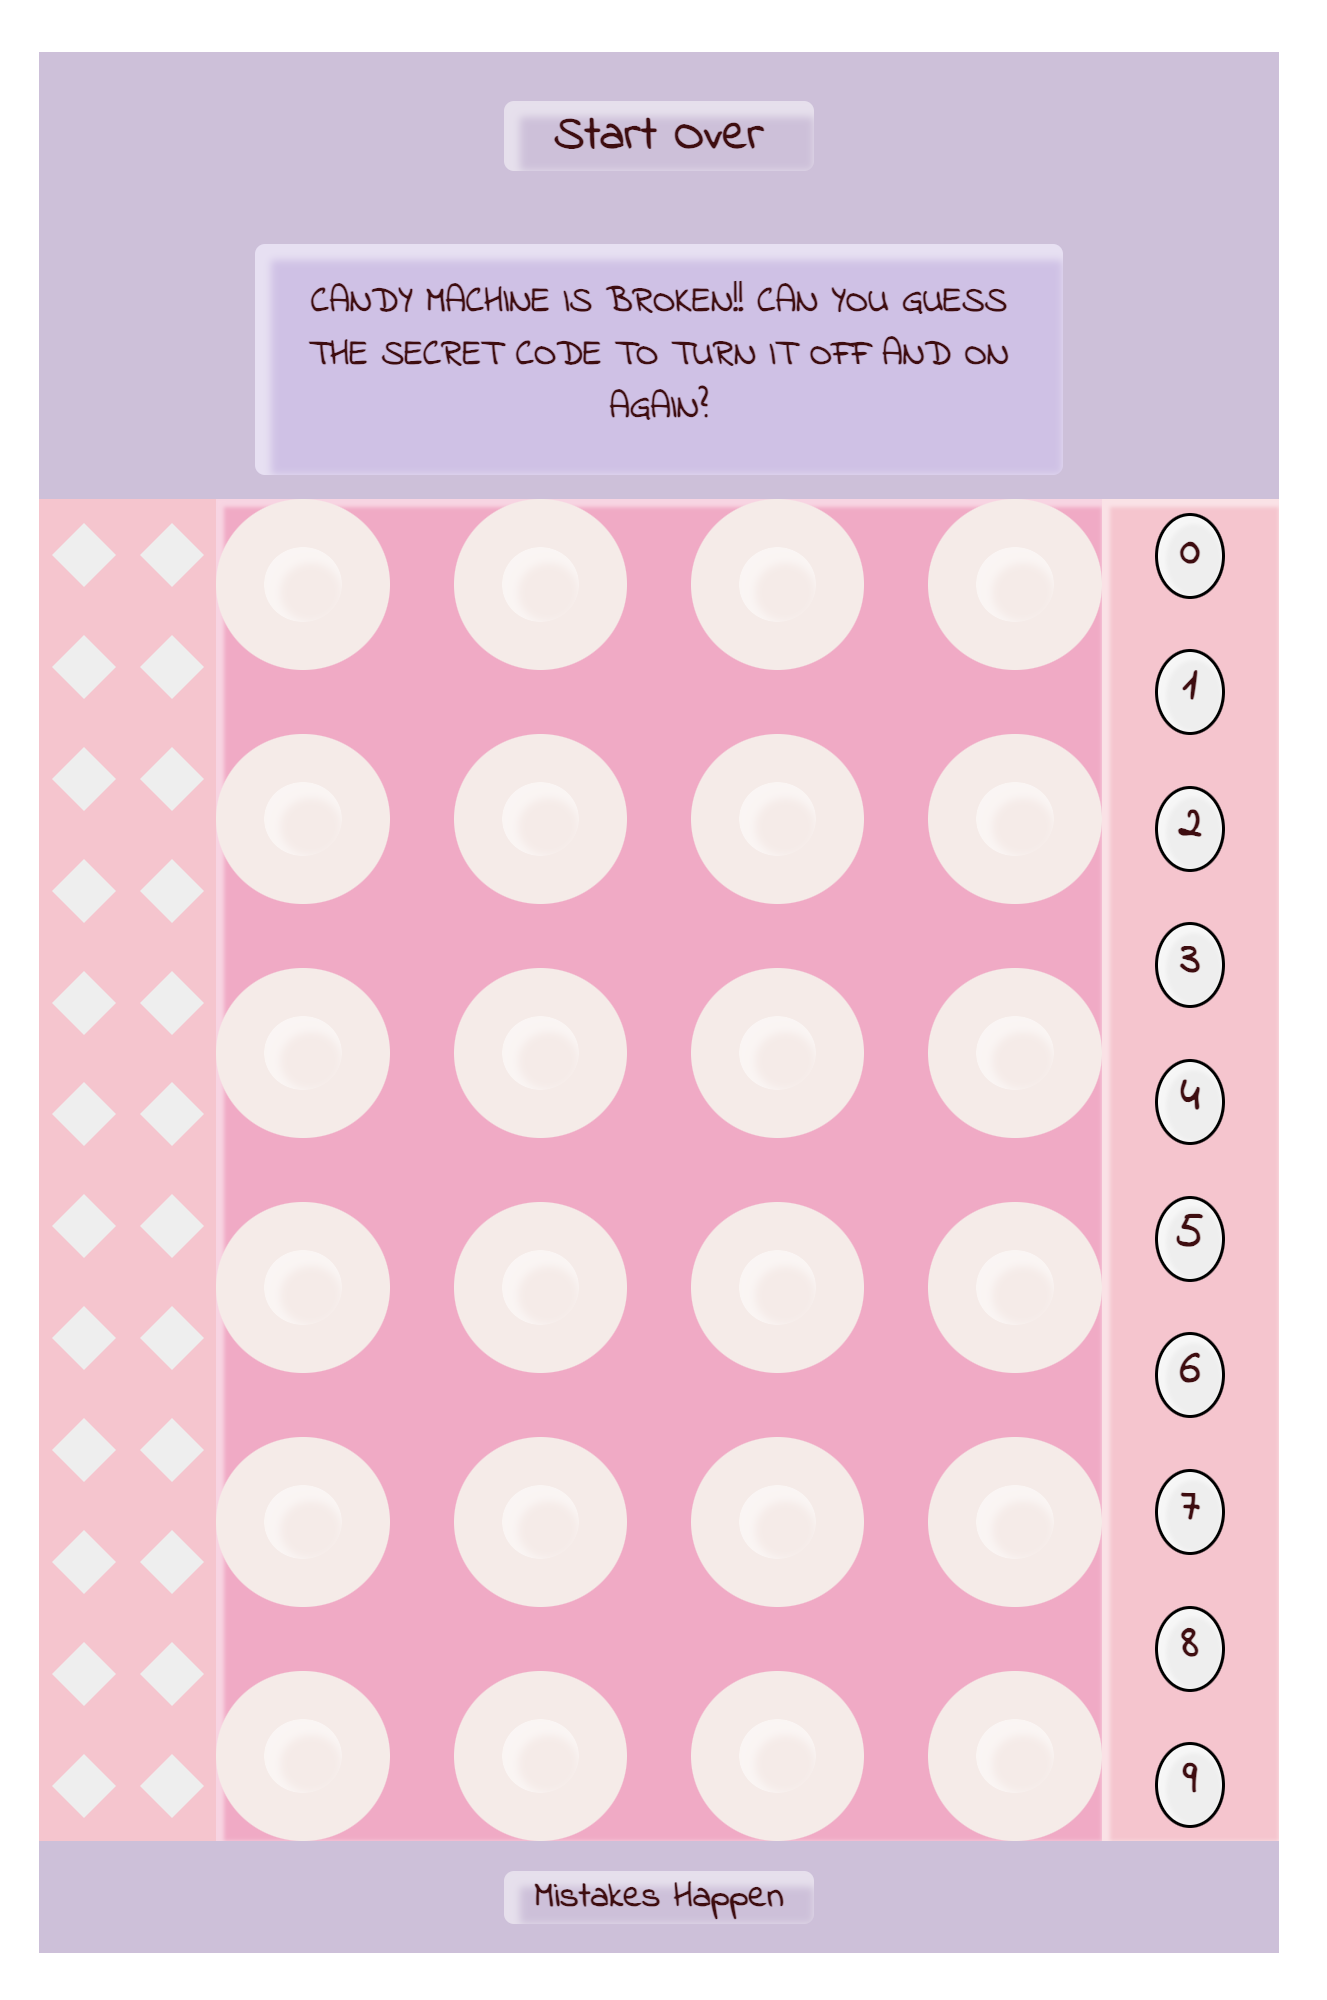 Start Over
CANDY MACHINE IS BROKEN!! CAN YOU GUESS
THE SECRET CODE TO TURN IT OFF AND ON
AGAIN?
0
1
2
3
4
5
6
7
8
9
Mistakes Happen